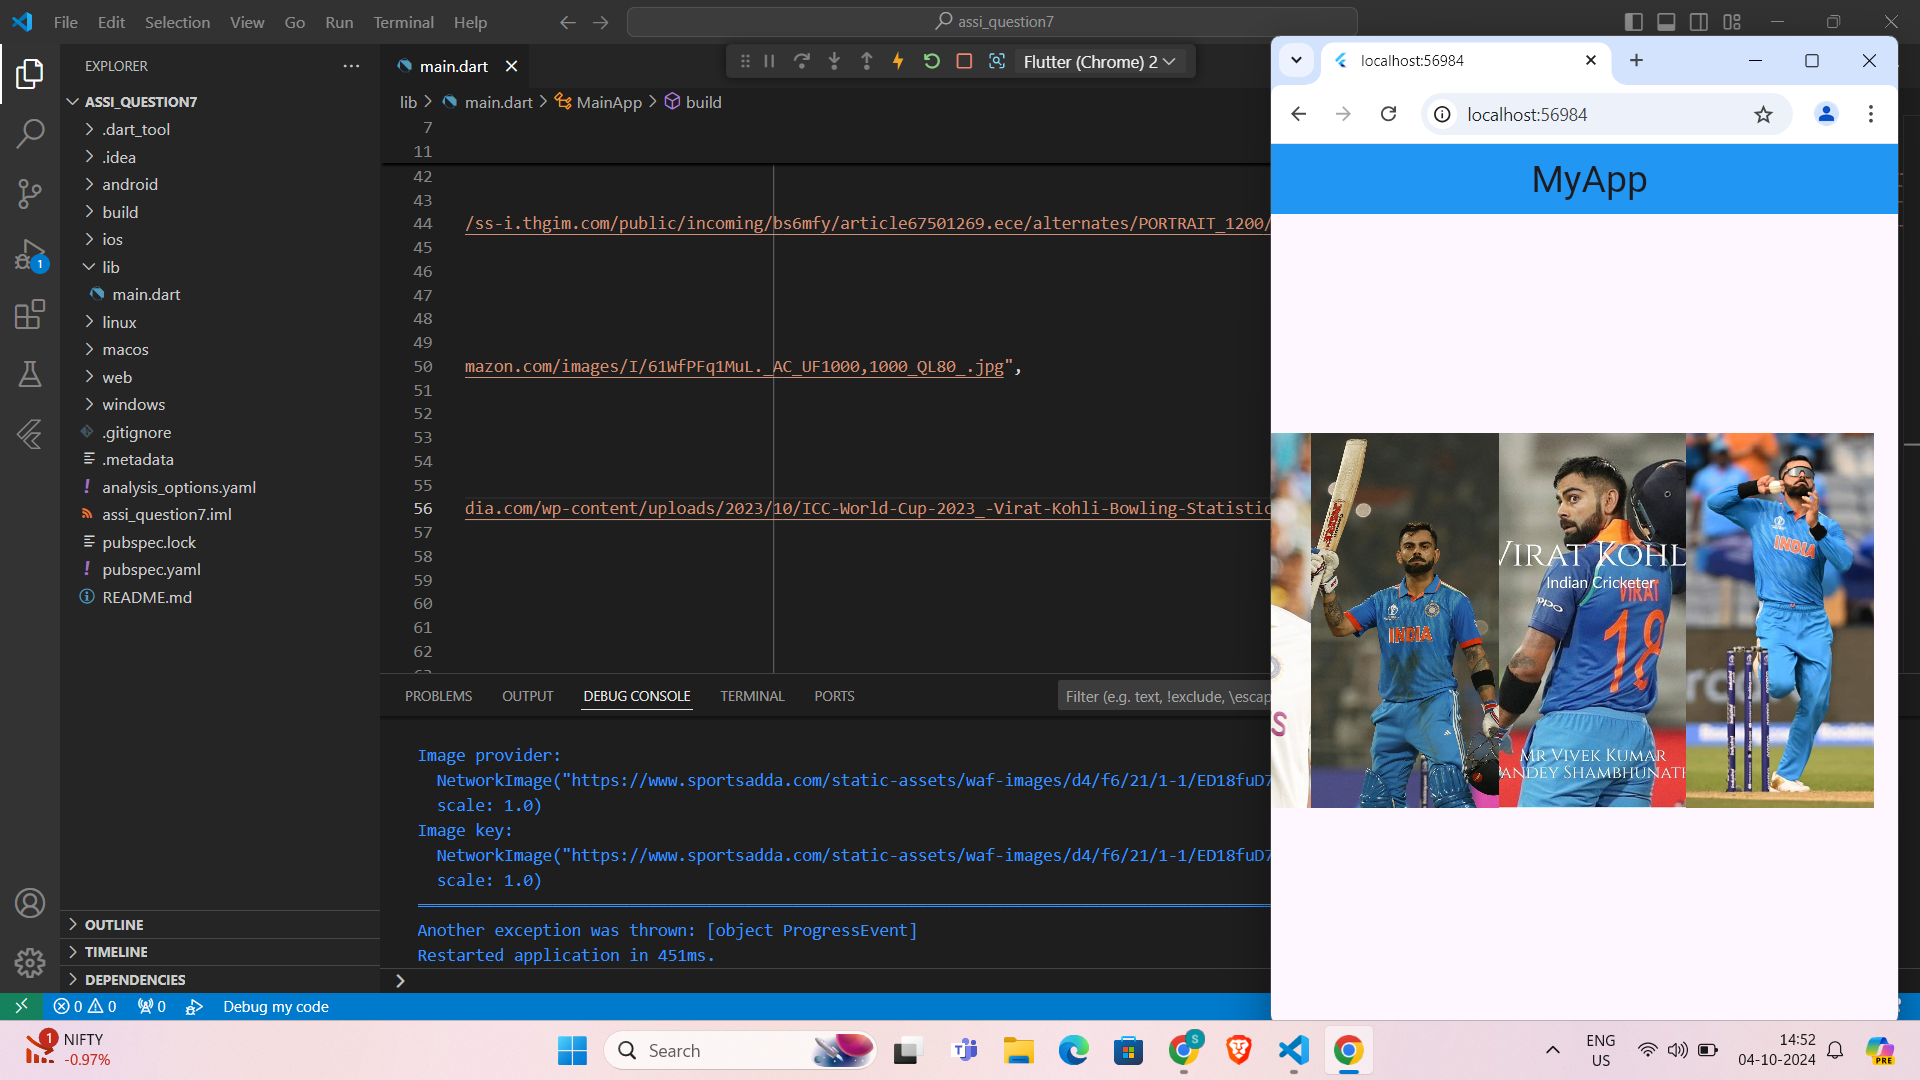 File Edit Selection View Go Run Terminal Help
assi_question7
EXPLORER
ASSI_QUESTION7
.dart_tool
.idea
android
build
ios
lib
main.dart
linux
macos
web
windows
.gitignore
.metadata
analysis_options.yaml
assi_question7.iml
pubspec.lock
pubspec.yaml
README.md
OUTLINE
TIMELINE
DEPENDENCIES
main.dart
Flutter (Chrome) 2
lib > main.dart > MainApp > build
7
11
42
43
44 /ss-i.thgim.com/public/incoming/bs6mfy/article67501269.ece/alternates/PORTRAIT_1200/
45
46
47
48
49
50 mazon.com/images/I/61WfPFq1MuL._AC_UF1000,1000_QL80_.jpg",
51
52
53
54
55
56 dia.com/wp-content/uploads/2023/10/ICC-World-Cup-2023_-Virat-Kohli-Bowling-Statistic
57
58
59
60
61
62
PROBLEMS OUTPUT DEBUG CONSOLE TERMINAL PORTS
Filter (e.g. text, !exclude, \escap
Image provider:
NetworkImage("https://www.sportsadda.com/static-assets/waf-images/d4/f6/21/1-1/ED18fuD7
scale: 1.0)
Image key:
NetworkImage("https://www.sportsadda.com/static-assets/waf-images/d4/f6/21/1-1/ED18fuD7
scale: 1.0)
Another exception was thrown: [object ProgressEvent]
Restarted application in 451ms.
localhost:56984
localhost:56984
MyApp
INDIA
VIRAT KOHL
Indian Cricketer
VIRAT
oppo
18
MR VIVEK KUMAR
ANDEY SHAMBHUNATH
INDIA
S
1
0 0 0 Debug my code
1
NIFTY
-0.97%
Search
S
PRE
ENG
US
14:52
04-10-2024